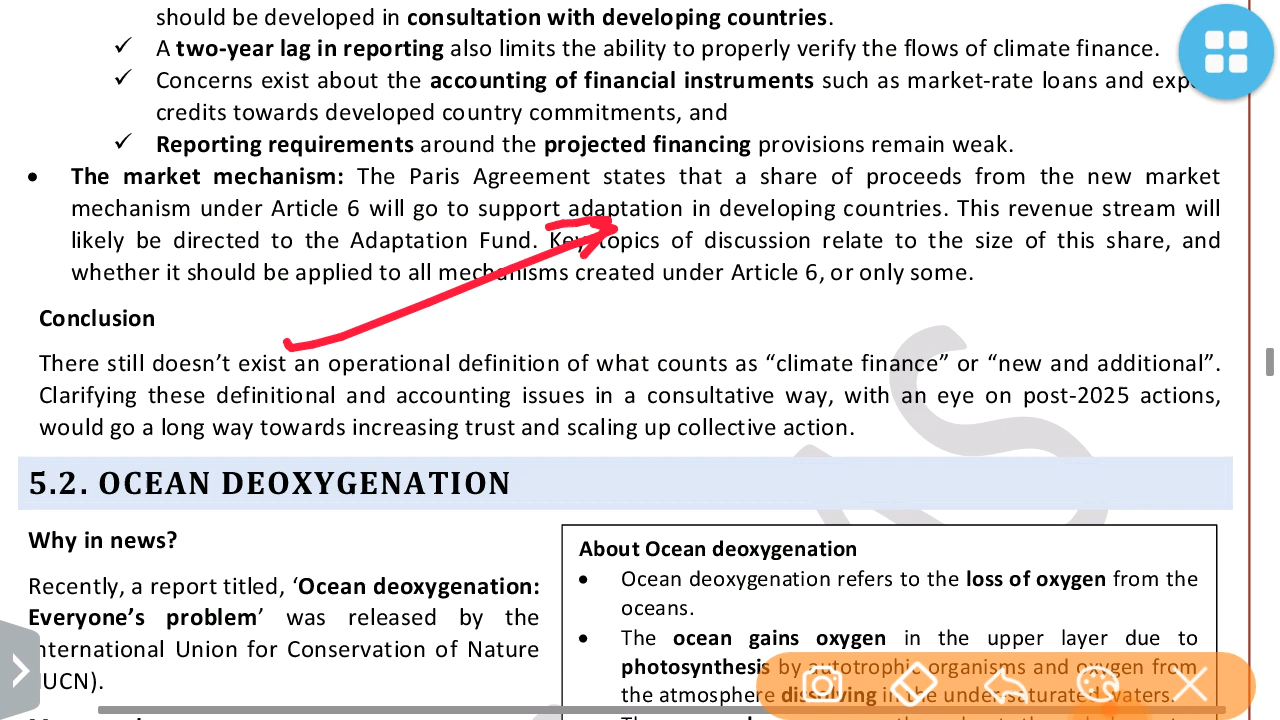 should be developed in consultation with developing countries.
✓ A two-year lag in reporting also limits the ability to properly verify the flows of climate finance.
✓ Concerns exist about the accounting of financial instruments such as market-rate loans and
credits towards developed country commitments, and
✓ Reporting requirements around the projected financing provisions remain weak.
• The market mechanism: The Paris Agreement states that a share of proceeds from the new market
mechanism under Article 6 will go to support adaptation in developing countries. This revenue stream will
likely be directed to the Adaptation Fund. Key topics of discussion relate to the size of this share, and
whether it should be applied to all mechanisms created under Article 6, or only some.
Conclusion
There still doesn’t exist an operational definition of what counts as “climate finance” or “new and additional”.
Clarifying these definitional and accounting issues in a consultative way, with an eye on post-2025 actions,
would go a long way towards increasing trust and scaling up collective action.
5.2. OCEAN DEOXYGENATION
Why in news?
Recently, a report titled, ‘Ocean deoxygenation:
Everyone’s problem’ was released by the
International Union for Conservation of Nature
(IUCN).
About Ocean deoxygenation
• Ocean deoxygenation refers to the loss of oxygen from the
oceans.
• The ocean gains oxygen in the upper layer due to
photosynthesis by autotrophic organisms and oxygen from
the atmosphere dissolving in the undersaturated waters.